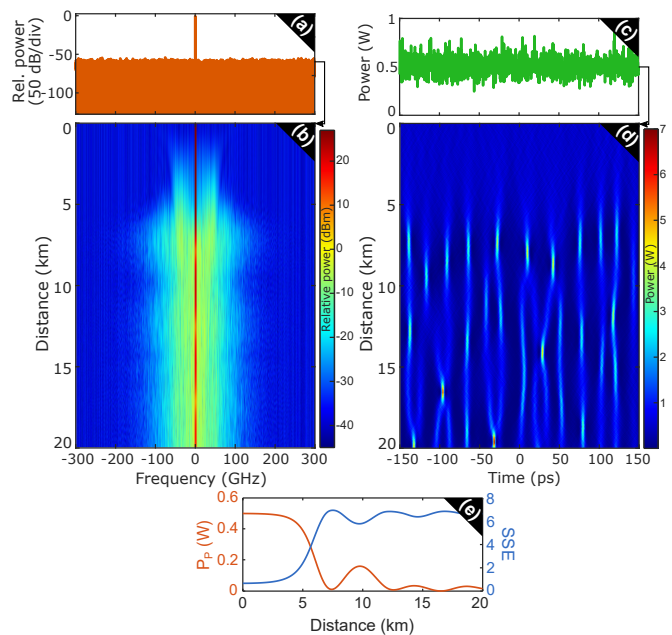 (a)
Rel. power
(50 dB/div)
0
-50
-100
(c)
Power (W)
1
0.5
0
(b)
Distance (km)
0
5
10
15
20
-300 -200 -100 0 100 200 300
Frequency (GHz)
Relative power (dBm)
20
10
0
-10
-20
-30
-40
(d)
Distance (km)
0
5
10
15
20
-150 -100 -50 0 50 100 150
Time (ps)
Power (W)
7
6
5
4
3
2
1
(e)
P_P (W)
0.6
0.4
0.2
0
SSE
8
6
4
2
0
0 5 10 15 20
Distance (km)